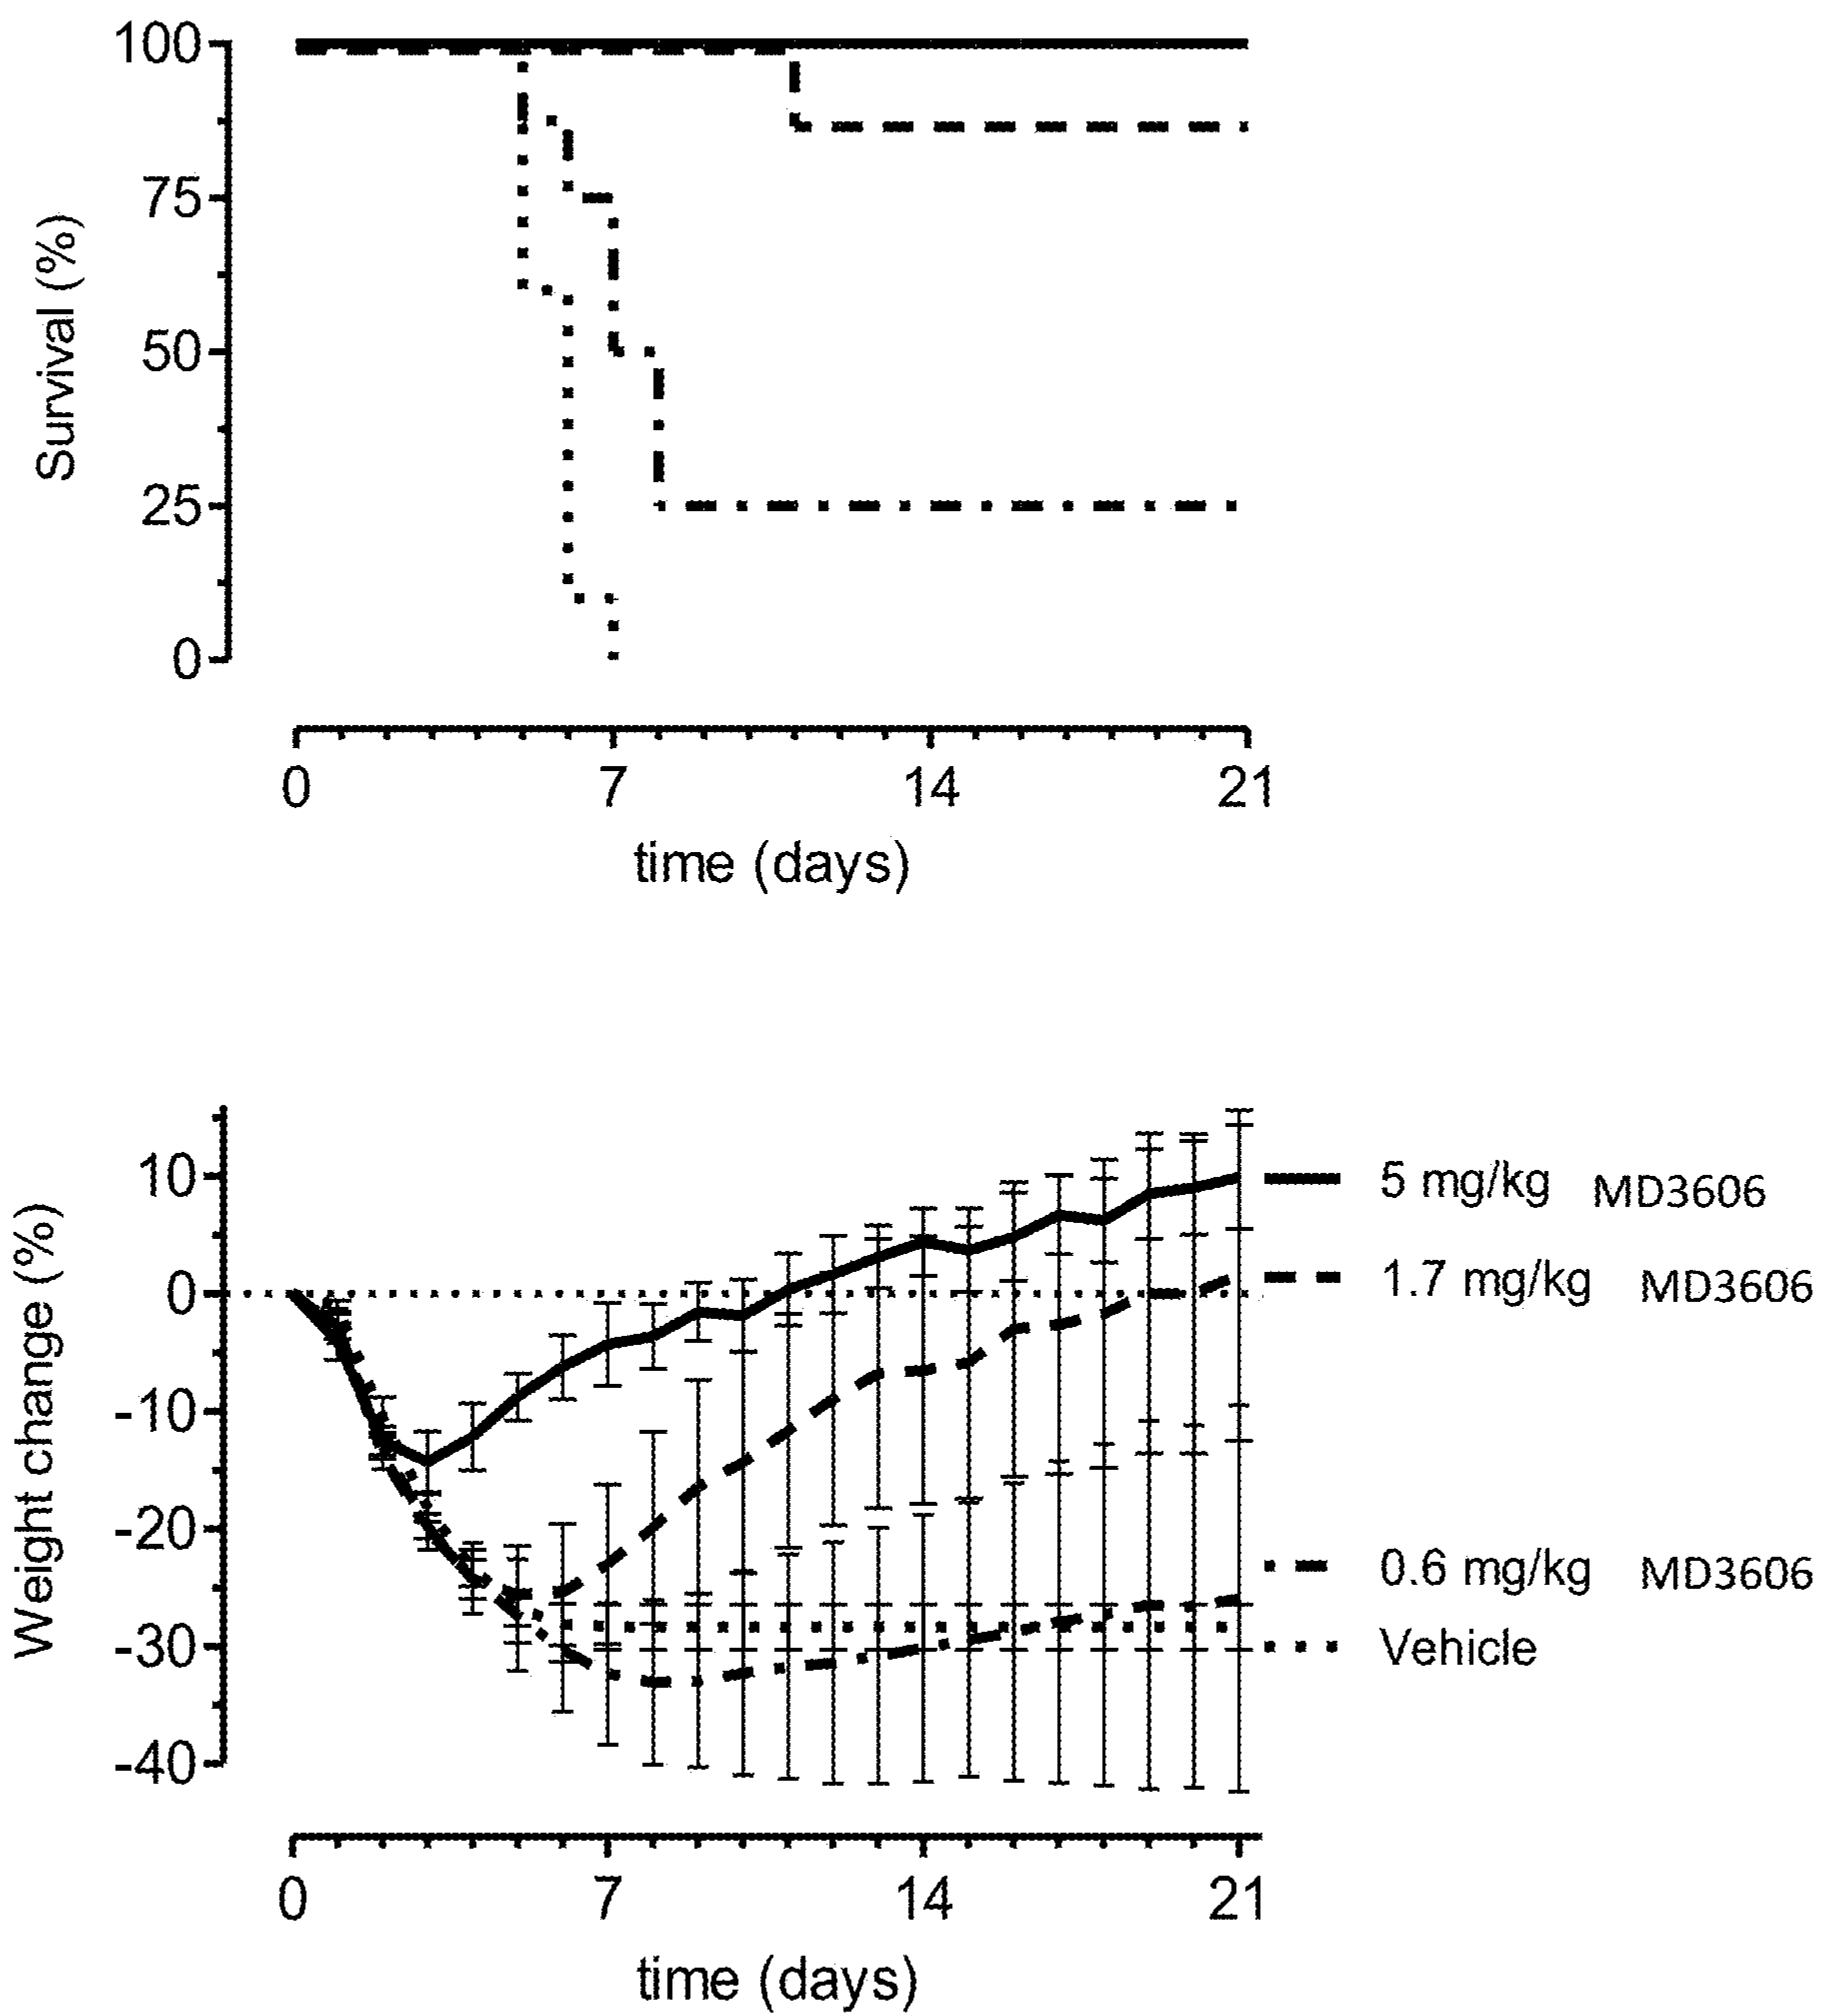 100
75
50
25
0
Survival (%)
0 7 14 21
time (days)
10
0
-10
-20
-30
-40
Weight change (%)
5 mg/kg MD3606
1.7 mg/kg MD3606
0.6 mg/kg MD3606
Vehicle
0 7 14 21
time (days)